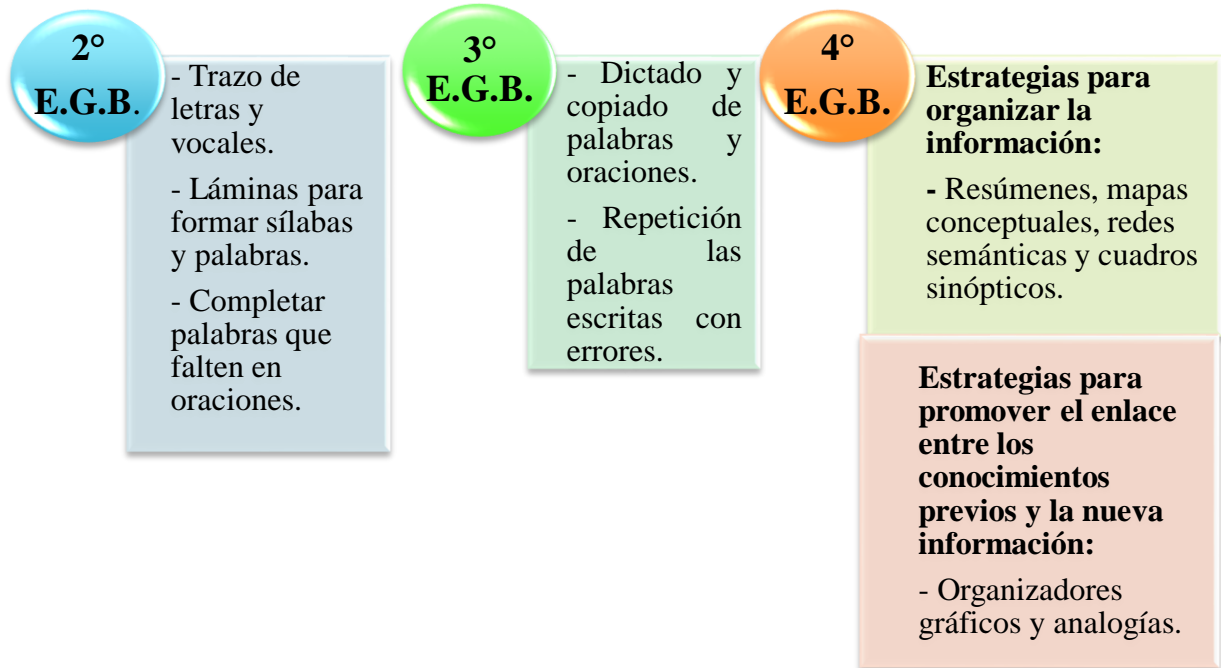 2°
E.G.B.
- Trazo de
letras y
vocales.
- Láminas para
formar sílabas
y palabras.
- Completar
palabras que
falten en
oraciones.
3°
E.G.B.
- Dictado y
copiado de
palabras y
oraciones.
- Repetición
de las
palabras
escritas con
errores.
4°
E.G.B.
Estrategias para
organizar la
información:
- Resúmenes, mapas
conceptuales, redes
semánticas y cuadros
sinópticos.
Estrategias para
promover el enlace
entre los
conocimientos
previos y la nueva
información:
- Organizadores
gráficos y analogías.